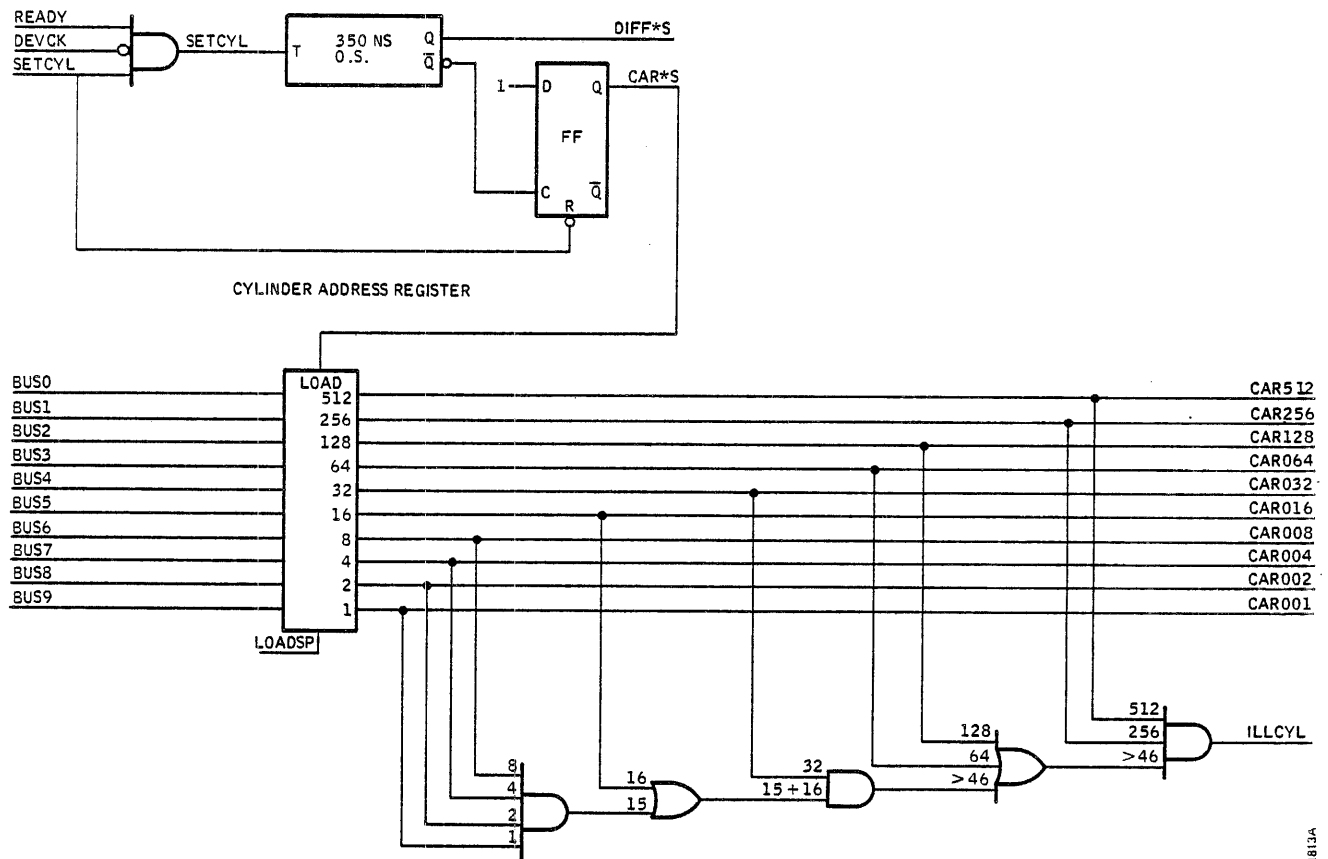 READY
DEVCK
SETCYL
SETCYL
T
350 NS
O.S.
Q
Q̅
DIFF*S
1
D
Q
FF
C
Q̅
R
CAR*S
CYLINDER ADDRESS REGISTER
BUS0
BUS1
BUS2
BUS3
BUS4
BUS5
BUS6
BUS7
BUS8
BUS9
LOAD
512
256
128
64
32
16
8
4
2
1
LOADSP
CAR512
CAR256
CAR128
CAR064
CAR032
CAR016
CAR008
CAR004
CAR002
CAR001
8
4
2
1
16
15
32
15+16
128
64
>46
512
256
>46
ILLCYL
813A